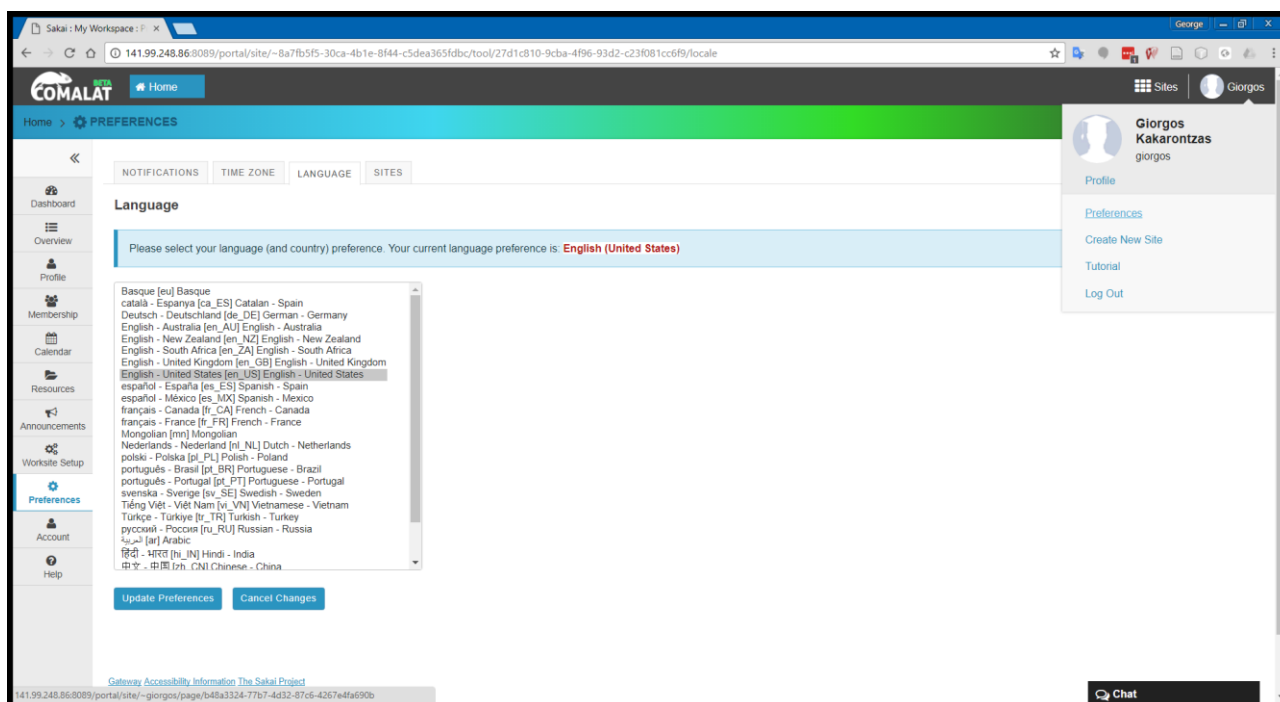 Sakai : My Workspace : P
George
141.99.248.86:8089/portal/site/~8a7fb5f5-30ca-4b1e-8f44-c5dea365fdbc/tool/27d1c810-9cba-4f96-93d2-c23f081cc6f9/locale
COMALAT BETA
Home
Sites
Giorgos
Home > PREFERENCES
Giorgos
Kakarontzas
giorgos
Profile
Preferences
Create New Site
Tutorial
Log Out
Dashboard
Overview
Profile
Membership
Calendar
Resources
Announcements
Worksite Setup
Preferences
Account
Help
NOTIFICATIONS TIME ZONE LANGUAGE SITES
Language
Please select your language (and country) preference. Your current language preference is: English (United States)
Basque [eu] Basque
català - Espanya [ca_ES] Catalan - Spain
Deutsch - Deutschland [de_DE] German - Germany
English - Australia [en_AU] English - Australia
English - New Zealand [en_NZ] English - New Zealand
English - South Africa [en_ZA] English - South Africa
English - United Kingdom [en_GB] English - United Kingdom
English - United States [en_US] English - United States
español - España [es_ES] Spanish - Spain
español - México [es_MX] Spanish - Mexico
français - Canada [fr_CA] French - Canada
français - France [fr_FR] French - France
Mongolian [mn] Mongolian
Nederlands - Nederland [nl_NL] Dutch - Netherlands
polski - Polska [pl_PL] Polish - Poland
português - Brasil [pt_BR] Portuguese - Brazil
português - Portugal [pt_PT] Portuguese - Portugal
svenska - Sverige [sv_SE] Swedish - Sweden
Tiếng Việt - Việt Nam [vi_VN] Vietnamese - Vietnam
Türkçe - Türkiye [tr_TR] Turkish - Turkey
русский - Россия [ru_RU] Russian - Russia
العربية [ar] Arabic
हिंदी - भारत [hi_IN] Hindi - India
中文 - 中国 [zh_CN] Chinese - China
Update Preferences Cancel Changes
Gateway Accessibility Information The Sakai Project
141.99.248.86:8089/portal/site/~giorgos/page/b48a3324-77b7-4d32-87c6-4267e4fa690b
Chat